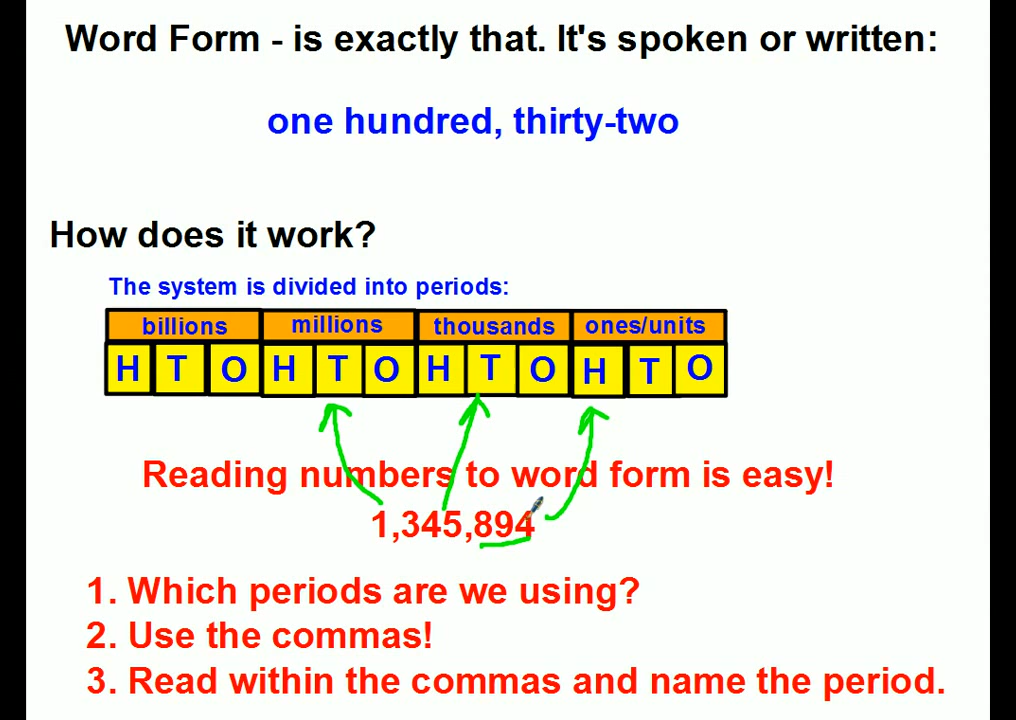 Word Form - is exactly that. It's spoken or written:
one hundred, thirty-two
How does it work?
The system is divided into periods:
billions millions thousands ones/units
H T O H T O H T O H T O
Reading numbers to word form is easy!
1,345,894
1. Which periods are we using?
2. Use the commas!
3. Read within the commas and name the period.